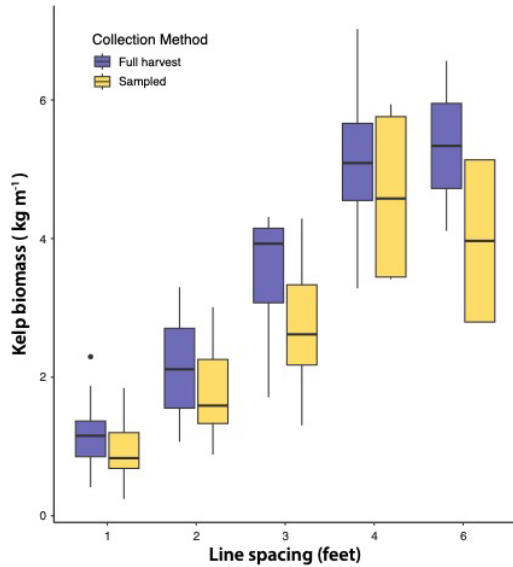 Collection Method
Full harvest
Sampled
Kelp biomass ( kg m⁻¹)
6
4
2
0
1 2 3 4 6
Line spacing (feet)